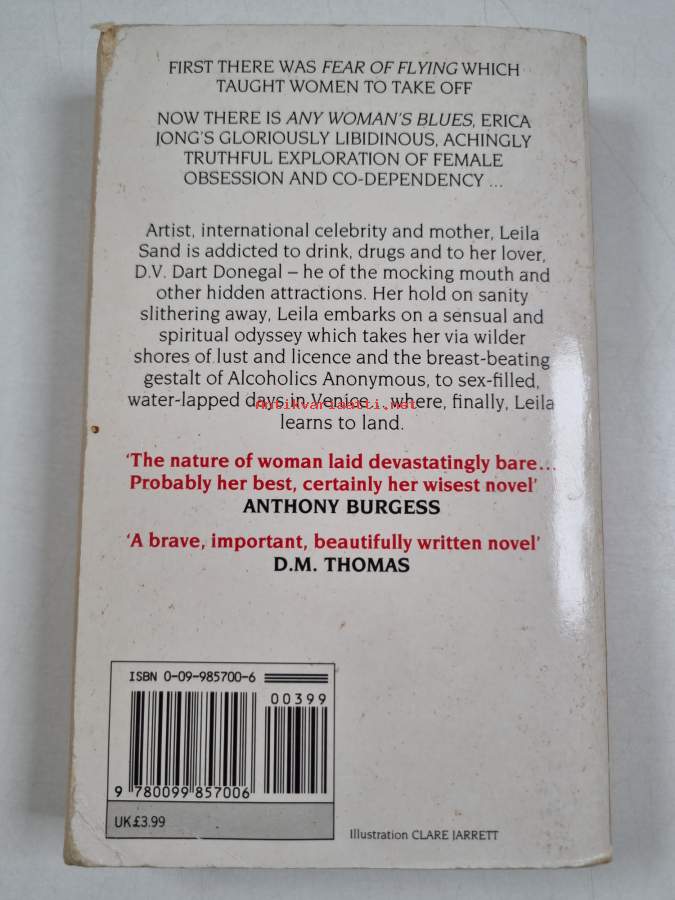 FIRST THERE WAS FEAR OF FLYING WHICH
TAUGHT WOMEN TO TAKE OFF
NOW THERE IS ANY WOMAN'S BLUES, ERICA
JONG'S GLORIOUSLY LIBIDINOUS, ACHINGLY
TRUTHFUL EXPLORATION OF FEMALE
OBSESSION AND CO-DEPENDENCY ...
Artist, international celebrity and mother, Leila
Sand is addicted to drink, drugs and to her lover,
D.V. Dart Donegal – he of the mocking mouth and
other hidden attractions. Her hold on sanity
slithering away, Leila embarks on a sensual and
spiritual odyssey which takes her via wilder
shores of lust and licence and the breast-beating
gestalt of Alcoholics Anonymous, to sex-filled,
water-lapped days in Venice ... where, finally, Leila
Antikvariaatti.net
learns to land.
'The nature of woman laid devastatingly bare...
Probably her best, certainly her wisest novel'
ANTHONY BURGESS
'A brave, important, beautifully written novel'
D.M. THOMAS
ISBN 0-09-985700-6
00399
9 780099 857006
UK£3.99
Illustration CLARE JARRETT